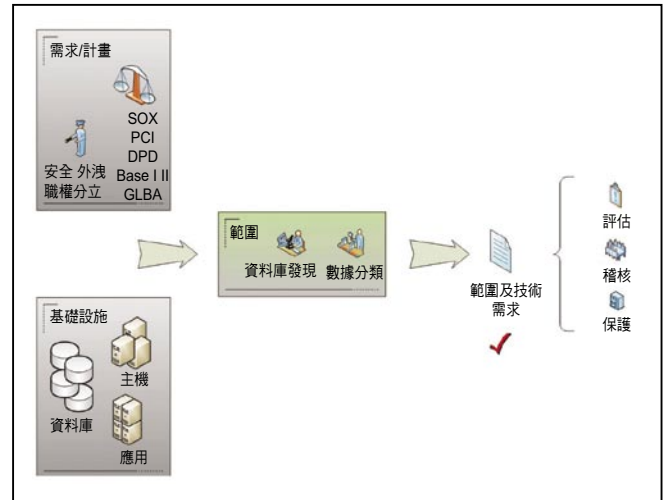 需求/計畫
SOX
PCI
DPD
Base I II
GLBA
安全 外洩
職權分立
範圍
資料庫發現
數據分類
範圍及技術
需求
評估
稽核
保護
基礎設施
主機
資料庫
應用